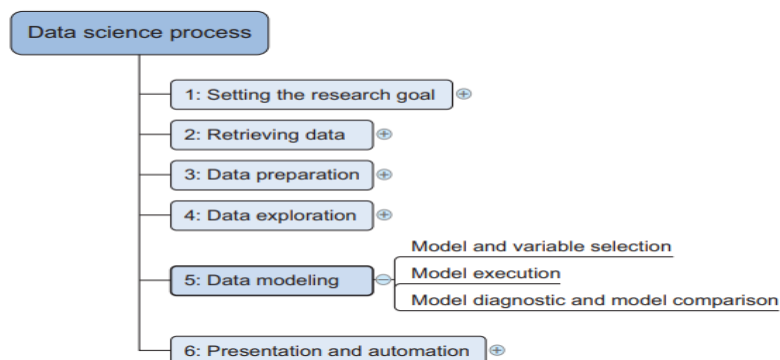 Data science process
1: Setting the research goal
2: Retrieving data
3: Data preparation
4: Data exploration
Model and variable selection
5: Data modeling
Model execution
Model diagnostic and model comparison
6: Presentation and automation